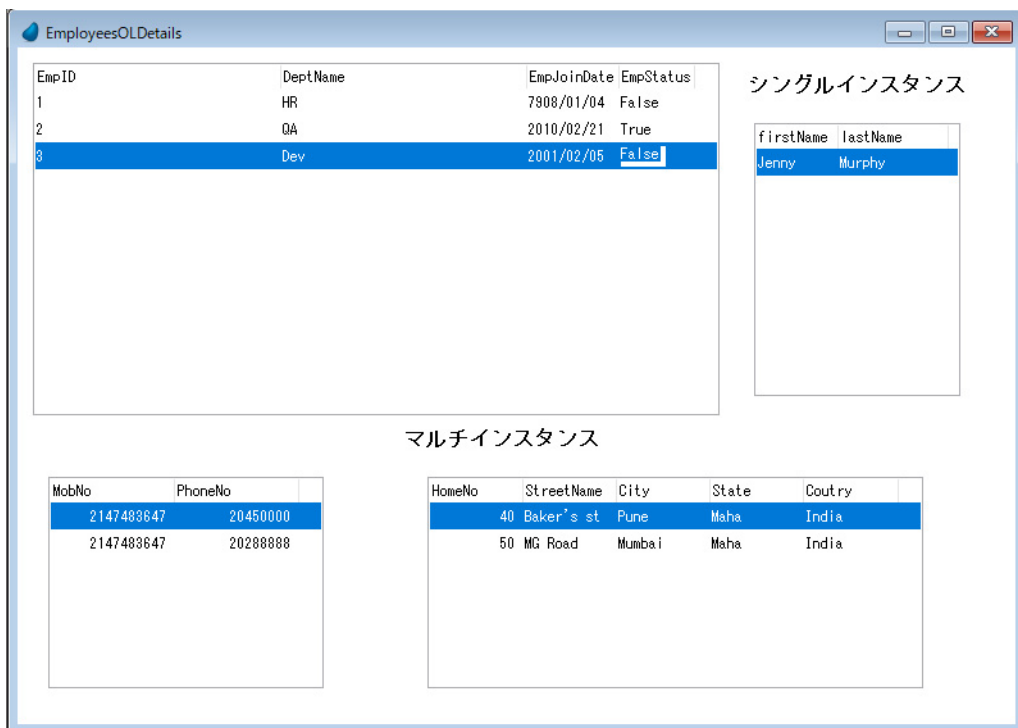 EmployeesOLDetails
EmpID DeptName EmpJoinDate EmpStatus
1 HR 7908/01/04 False
2 QA 2010/02/21 True
3 Dev 2001/02/05 False
シングルインスタンス
firstName lastName
Jenny Murphy
マルチインスタンス
MobNo PhoneNo
2147483647 20450000
2147483647 20288888
HomeNo StreetName City State Coutry
40 Baker's st Pune Maha India
50 MG Road Mumbai Maha India